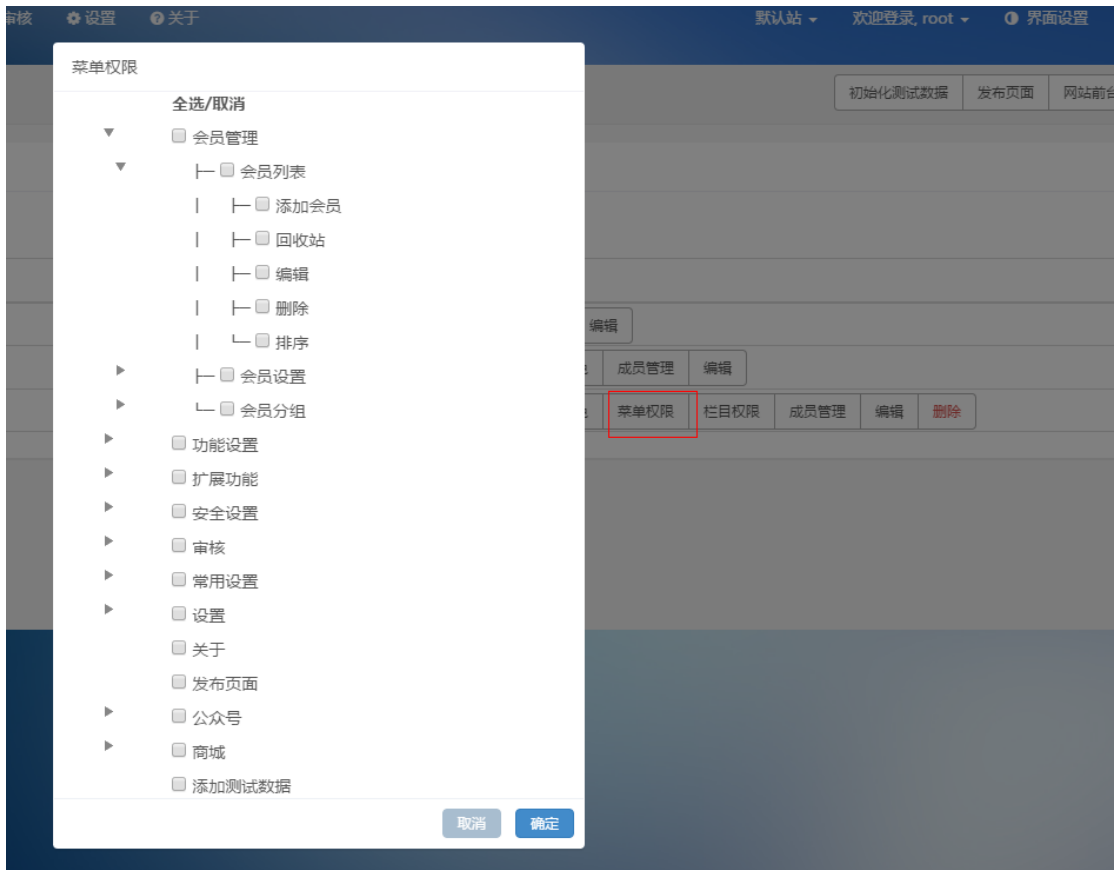 审核 设置 关于 默认站 欢迎登录, root 界面设置
菜单权限
初始化测试数据 发布页面 网站前台
全选/取消
会员管理
会员列表
添加会员
回收站
编辑
删除
排序
编辑
会员设置
成员管理 编辑
会员分组
菜单权限 栏目权限 成员管理 编辑 删除
功能设置
扩展功能
安全设置
审核
常用设置
设置
关于
发布页面
公众号
商城
添加测试数据
取消 确定